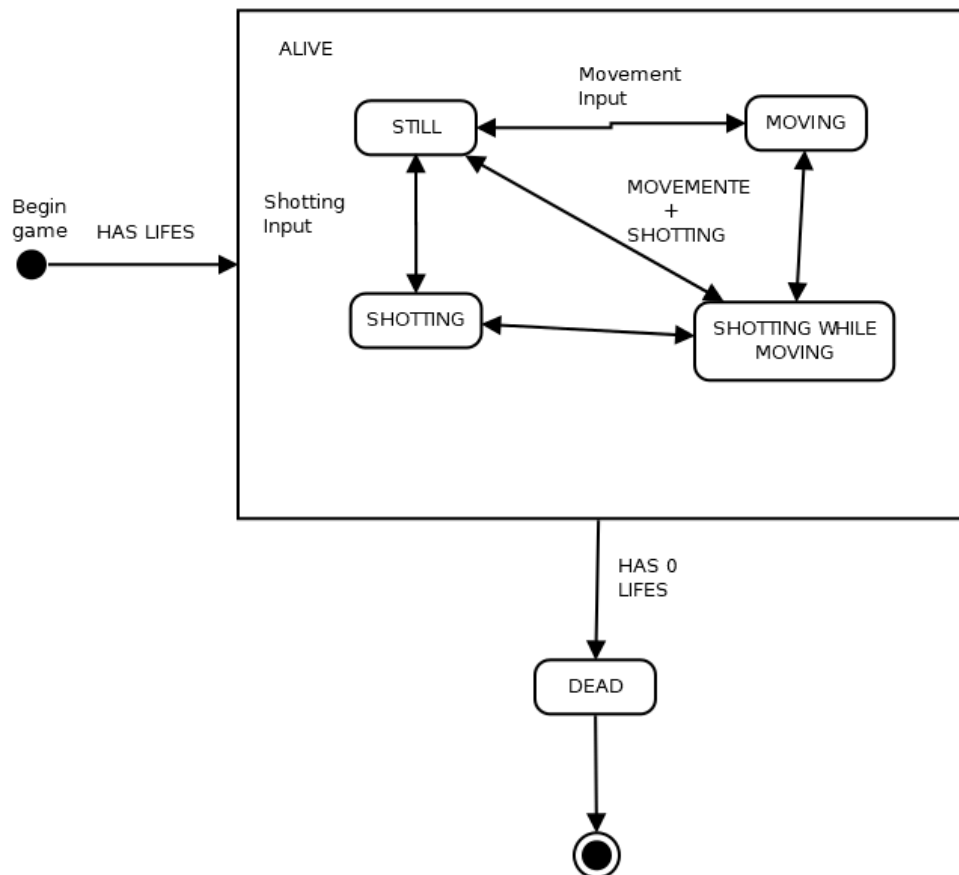 ALIVE
Movement
Input
STILL
MOVING
Begin
game
HAS LIFES
Shotting
Input
MOVEMENTE
+
SHOTTING
SHOTTING
SHOTTING WHILE
MOVING
HAS 0
LIFES
DEAD